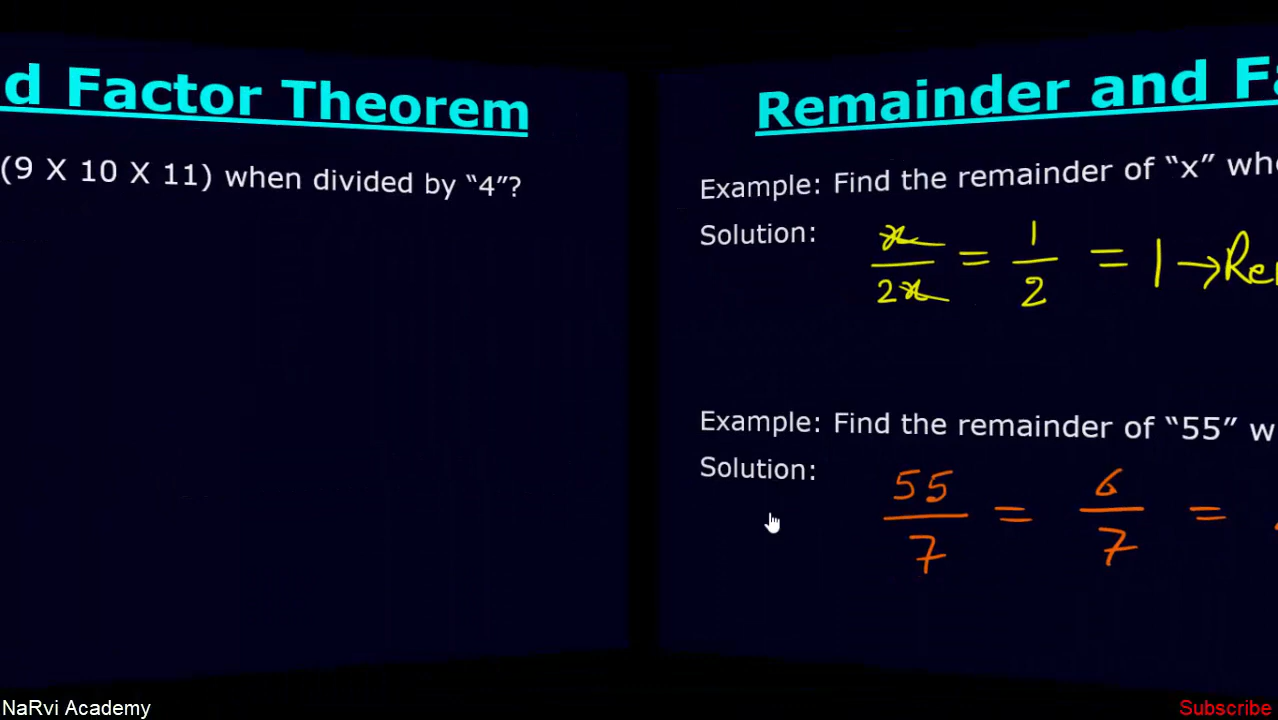 d Factor Theorem
(9 X 10 X 11) when divided by “4”?
Remainder and Fa
Example: Find the remainder of “x” whe
Solution:
x/2x = 1/2 = 1 → Re
Example: Find the remainder of “55” w
Solution:
55/7 = 6/7 =
NaRvi Academy
Subscribe